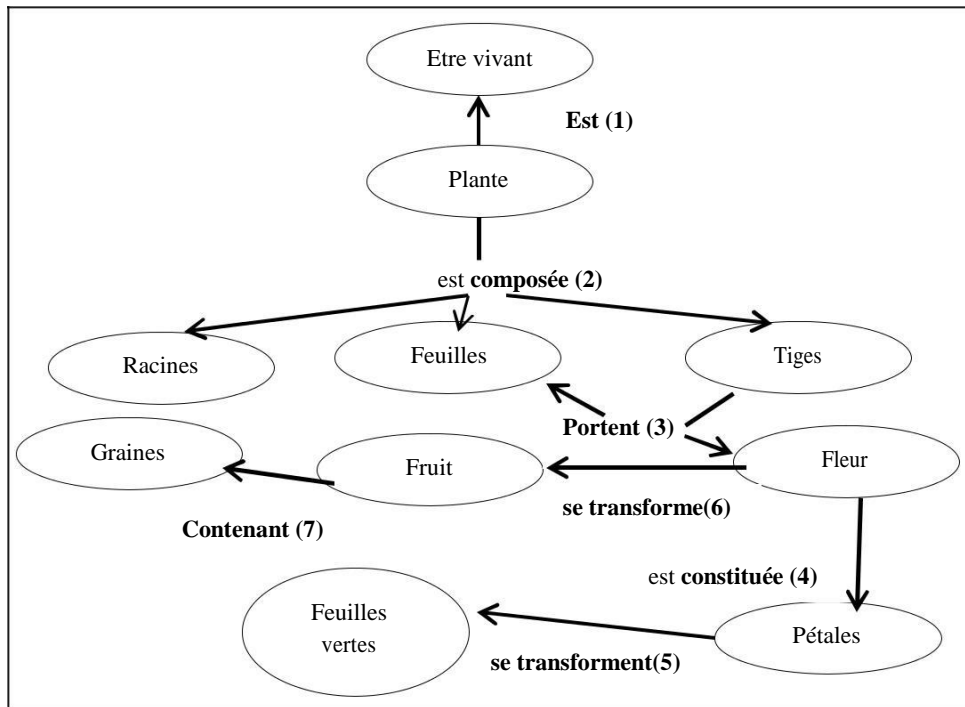 Etre vivant
Est (1)
Plante
est composée (2)
Racines
Feuilles
Tiges
Portent (3)
Graines
Fruit
Fleur
se transforme(6)
Contenant (7)
est constituée (4)
Feuilles
vertes
Pétales
se transforment(5)